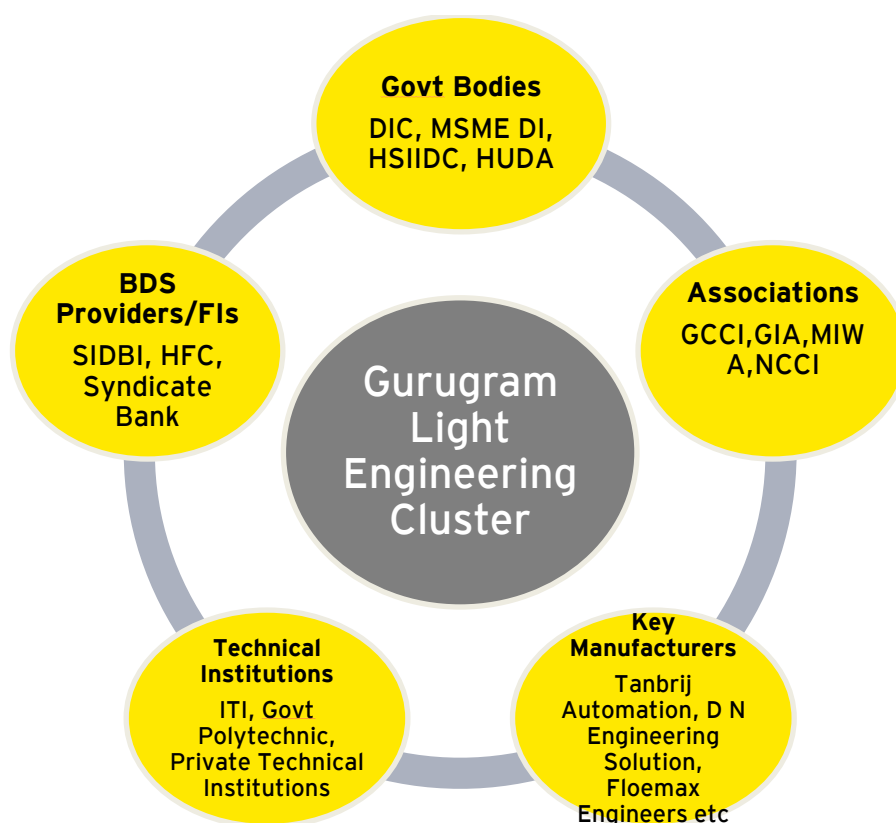 Govt Bodies
DIC, MSME DI,
HSIIDC, HUDA
BDS
Providers/FIs
SIDBI, HFC,
Syndicate
Bank
Associations
GCCI,GIA,MIW
A,NCCI
Gurugram
Light
Engineering
Cluster
Technical
Institutions
ITI, Govt
Polytechnic,
Private Technical
Institutions
Key
Manufacturers
Tanbrij
Automation, D N
Engineering
Solution,
Floemax
Engineers etc